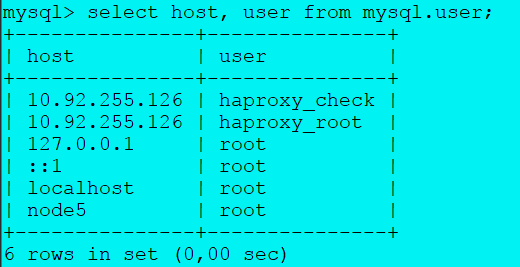 mysql> select host, user from mysql.user;
+---------------+---------------+
| host          | user          |
+---------------+---------------+
| 10.92.255.126 | haproxy_check |
| 10.92.255.126 | haproxy_root  |
| 127.0.0.1     | root          |
| ::1           | root          |
| localhost     | root          |
| node5         | root          |
+---------------+---------------+
6 rows in set (0,00 sec)